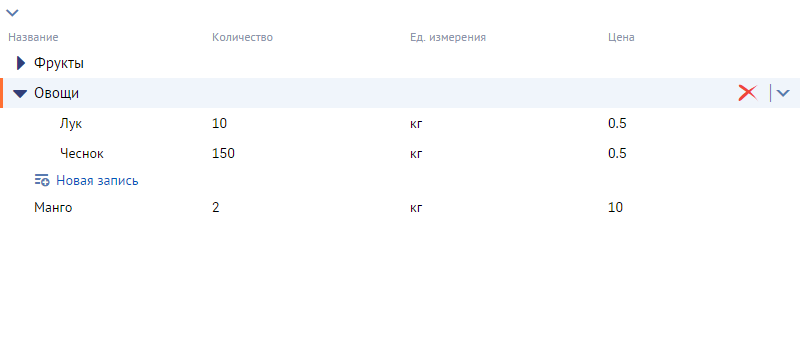 Название Количество Ед. измерения Цена
Фрукты
Овощи
Лук 10 кг 0.5
Чеснок 150 кг 0.5
Новая запись
Манго 2 кг 10